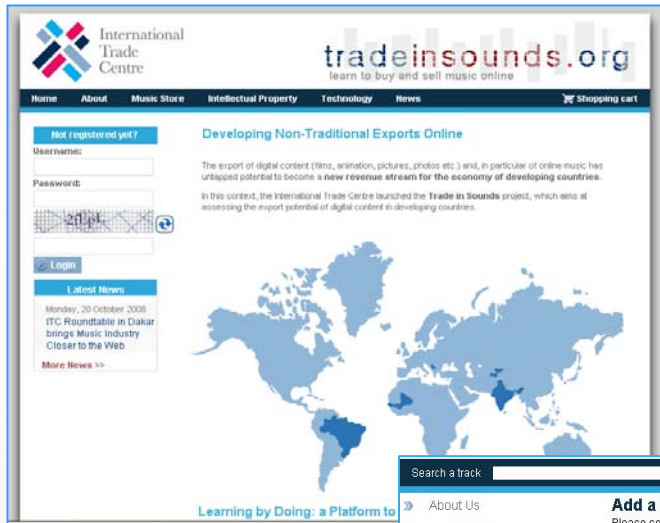 International
Trade
Centre
tradeinsounds.org
learn to buy and sell music online
Home About Music Store Intellectual Property Technology News Shopping cart
Not registered yet?
Username:
Password:
Login
Latest News
Monday, 20 October 2008
ITC Roundtable in Dakar
brings Music Industry
Closer to the Web
More News >>
Developing Non-Traditional Exports Online
The export of digital content (films, animation, pictures, photos etc.) and, in particular of online music has
untapped potential to become a new revenue stream for the economy of developing countries.
In this context, the International Trade Centre launched the Trade in Sounds project, which aims at
assessing the export potential of digital content in developing countries.
Learning by Doing: a Platform to
Search a track
» About Us
Add a